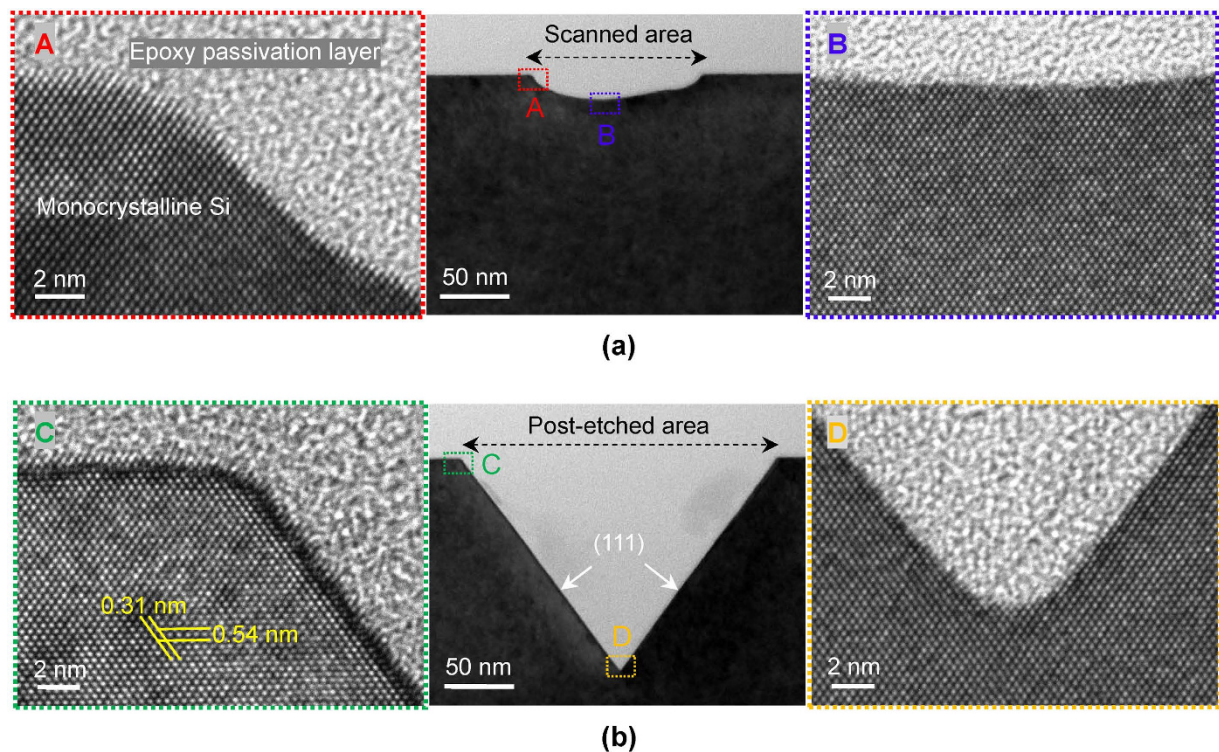 A
Epoxy passivation layer
Monocrystalline Si
2 nm
Scanned area
A
B
50 nm
B
2 nm
(a)
C
0.31 nm
0.54 nm
2 nm
Post-etched area
C
(111)
D
50 nm
D
2 nm
(b)